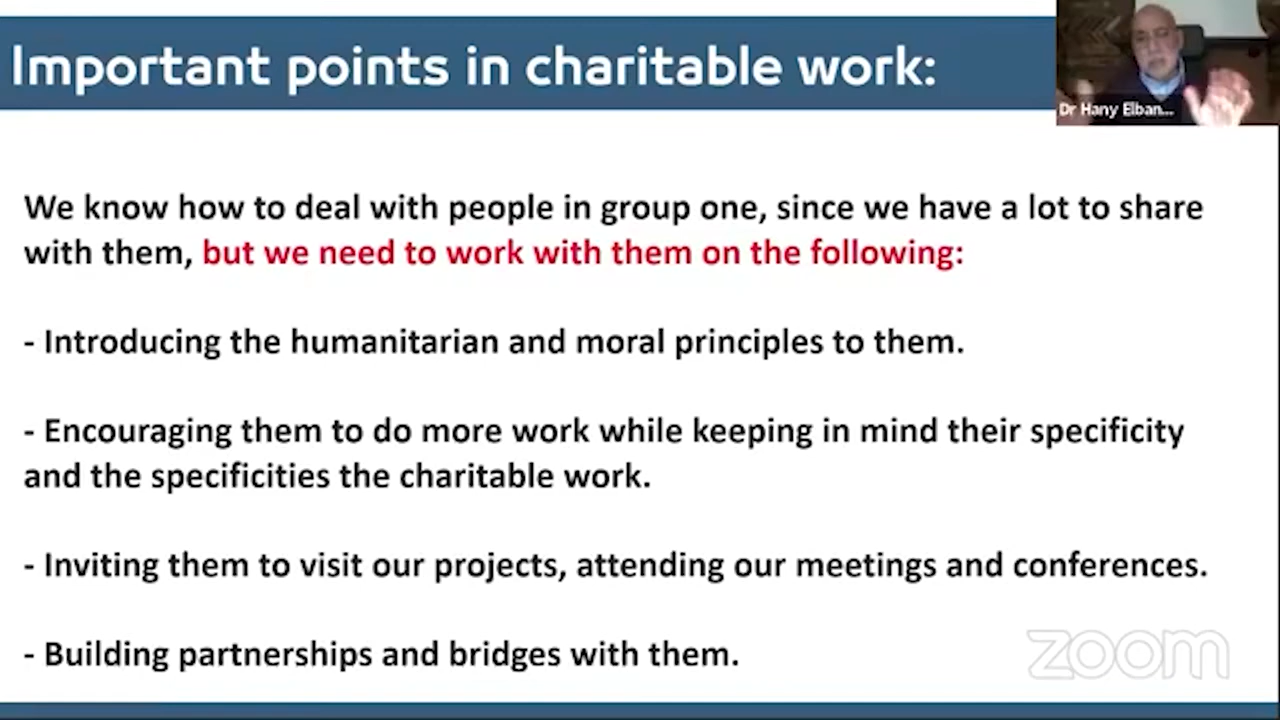 Important points in charitable work:
Dr Hany Elban...
We know how to deal with people in group one, since we have a lot to share
with them, but we need to work with them on the following:
- Introducing the humanitarian and moral principles to them.
- Encouraging them to do more work while keeping in mind their specificity
and the specificities the charitable work.
- Inviting them to visit our projects, attending our meetings and conferences.
- Building partnerships and bridges with them.
zoom